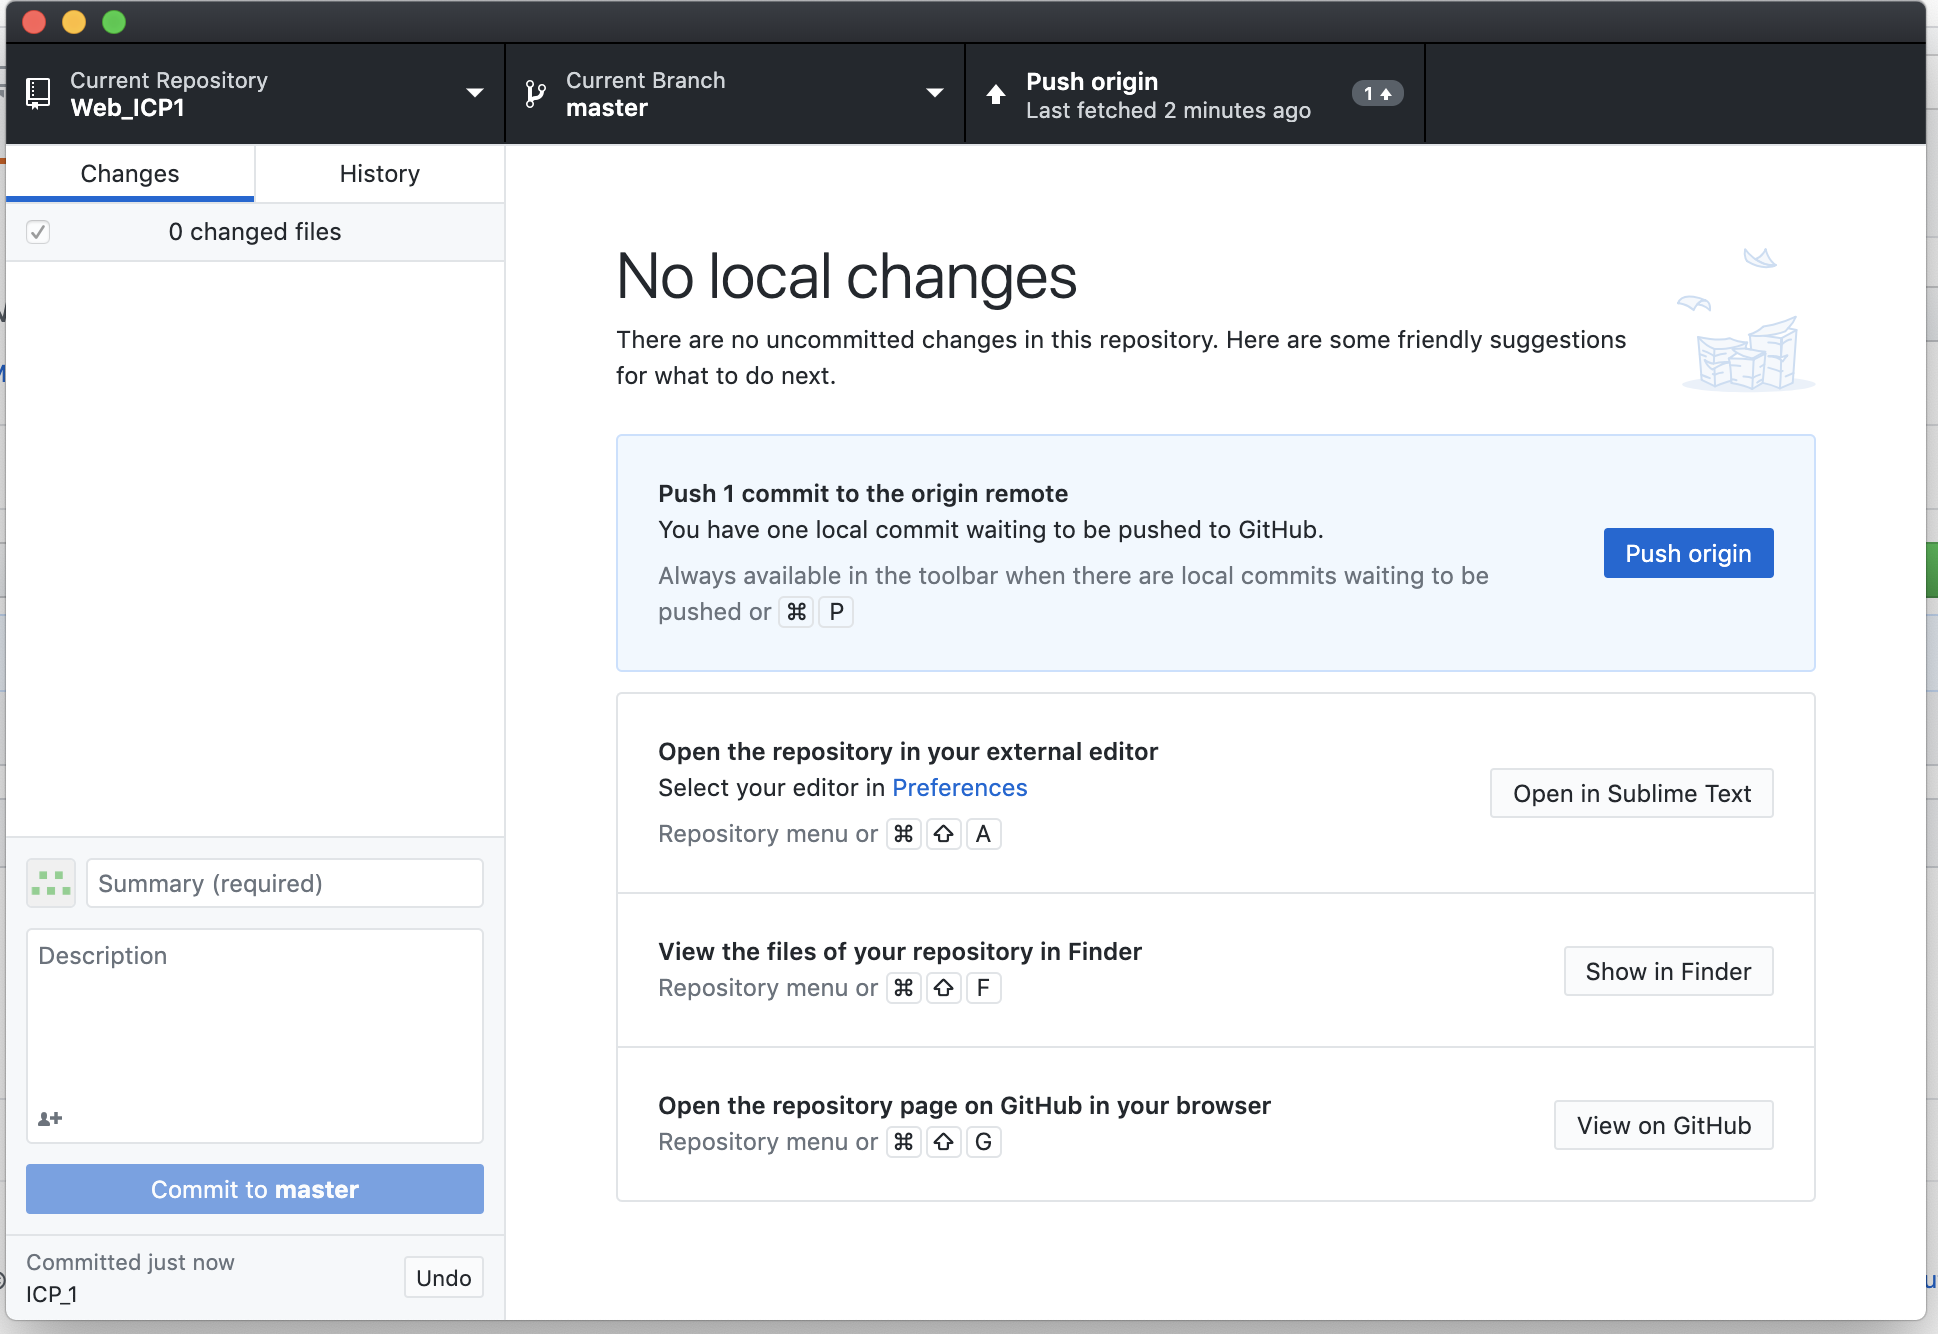 Current Repository
Web_ICP1
Current Branch
master
Push origin
Last fetched 2 minutes ago
1
Changes
History
0 changed files
No local changes
There are no uncommitted changes in this repository. Here are some friendly suggestions
for what to do next.
Push 1 commit to the origin remote
You have one local commit waiting to be pushed to GitHub.
Always available in the toolbar when there are local commits waiting to be
pushed or ⌘ P
Push origin
Open the repository in your external editor
Select your editor in Preferences
Repository menu or ⌘ ⇧ A
Open in Sublime Text
View the files of your repository in Finder
Repository menu or ⌘ ⇧ F
Show in Finder
Open the repository page on GitHub in your browser
Repository menu or ⌘ ⇧ G
View on GitHub
Summary (required)
Description
Commit to master
Committed just now
ICP_1
Undo